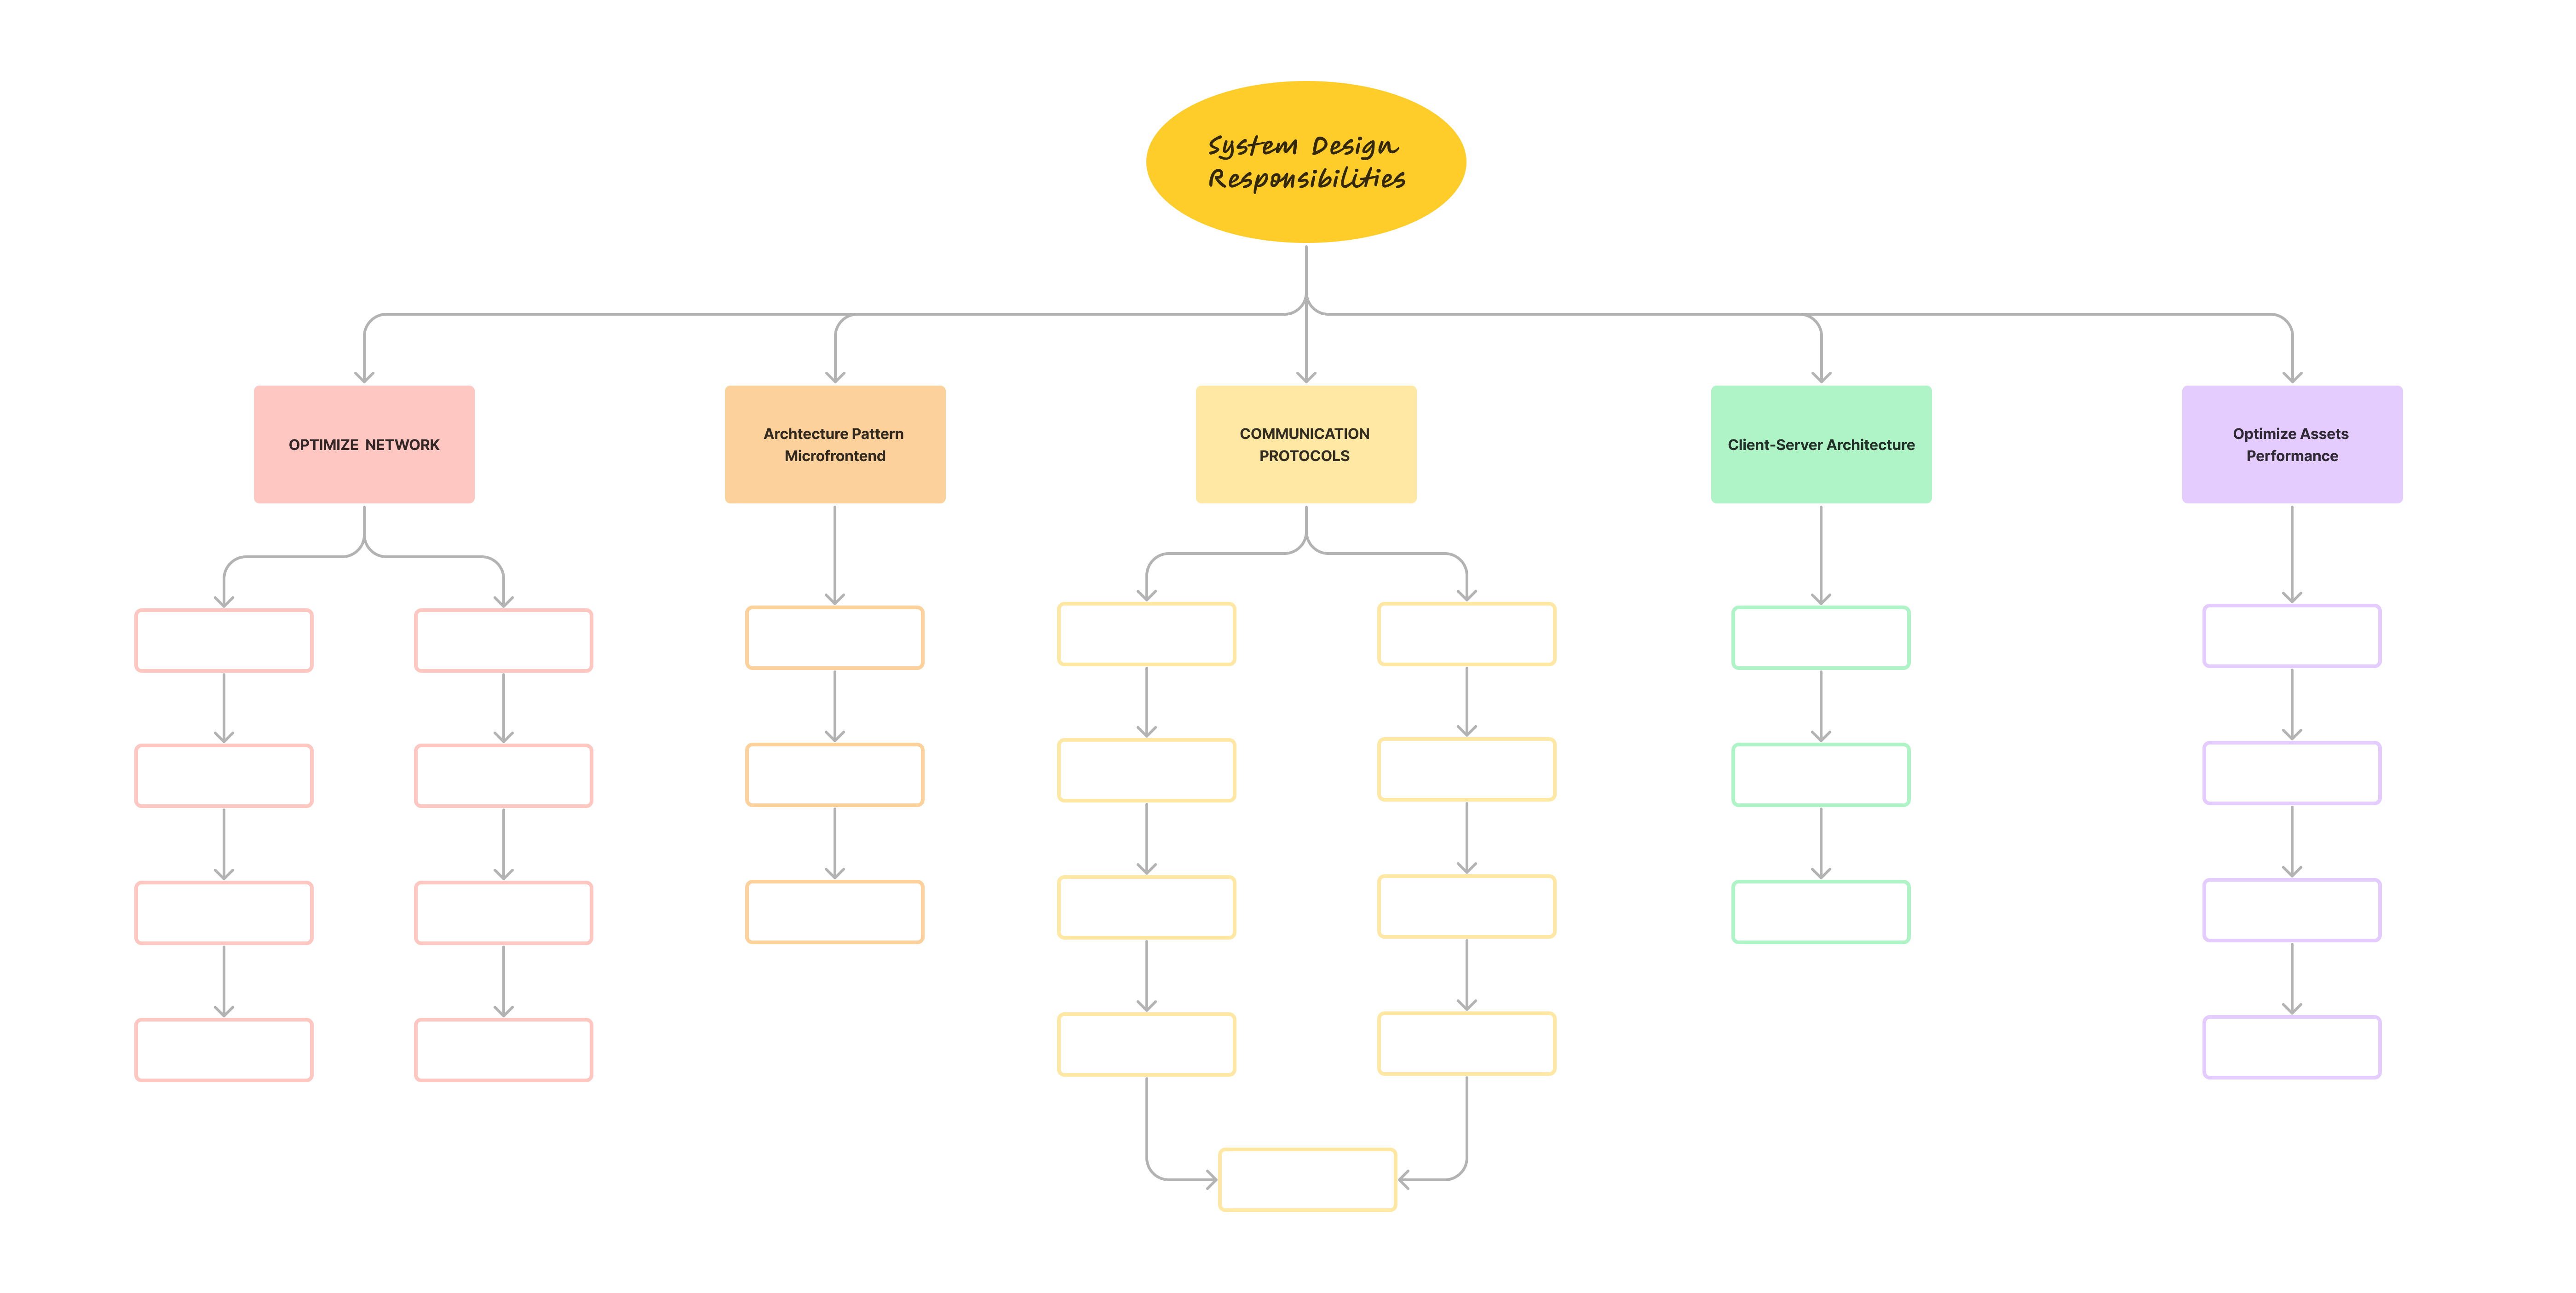 System Design
Responsibilities
OPTIMIZE NETWORK
Archtecture Pattern
Microfrontend
COMMUNICATION
PROTOCOLS
Client-Server Architecture
Optimize Assets
Performance